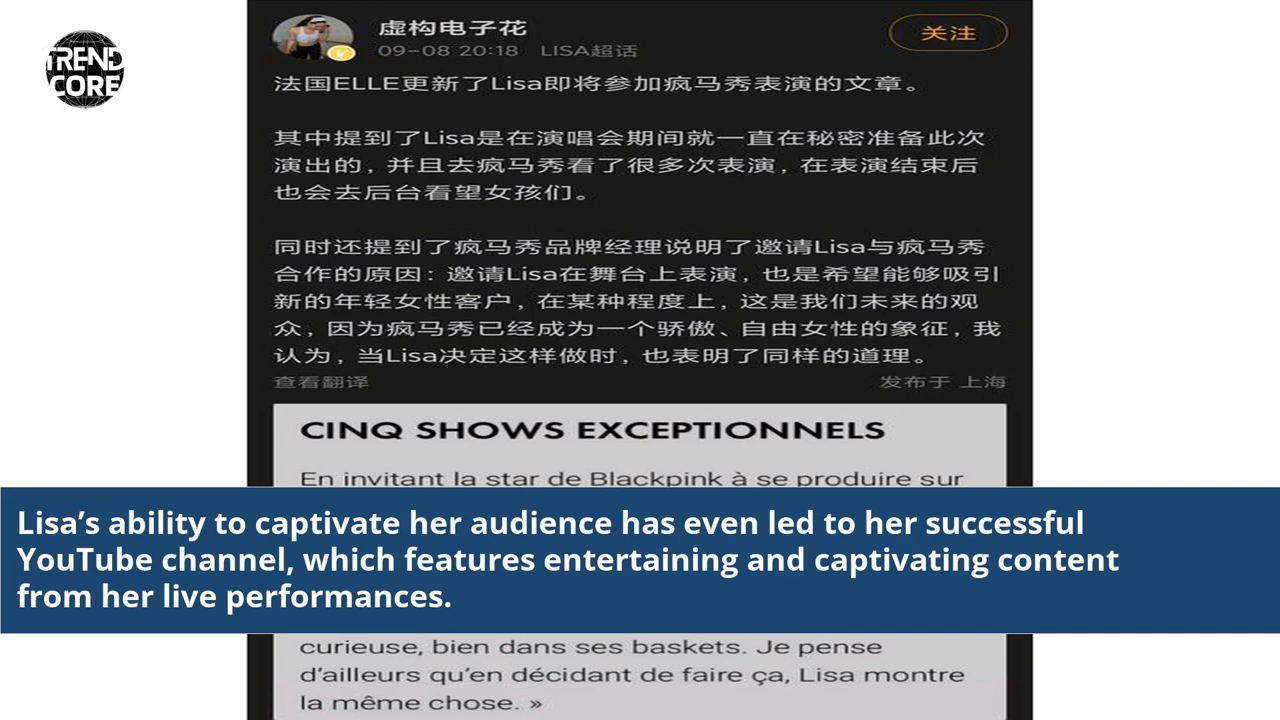 TREND
CORE
虚构电子花
09-08 20:18 LISA超话
关注
法国ELLE更新了Lisa即将参加疯马秀表演的文章。
其中提到了Lisa是在演唱会期间就一直在秘密准备此次
演出的，并且去疯马秀看了很多次表演，在表演结束后
也会去后台看望女孩们。
同时还提到了疯马秀品牌经理说明了邀请Lisa与疯马秀
合作的原因：邀请Lisa在舞台上表演，也是希望能够吸引
新的年轻女性客户，在某种程度上，这是我们未来的观
众，因为疯马秀已经成为一个骄傲、自由女性的象征，我
认为，当Lisa决定这样做时，也表明了同样的道理。
查看翻译
发布于 上海
CINQ SHOWS EXCEPTIONNELS
En invitant la star de Blackpink à se produire sur
Lisa’s ability to captivate her audience has even led to her successful
YouTube channel, which features entertaining and captivating content
from her live performances.
curieuse, bien dans ses baskets. Je pense
d’ailleurs qu’en décidant de faire ça, Lisa montre
la même chose. »